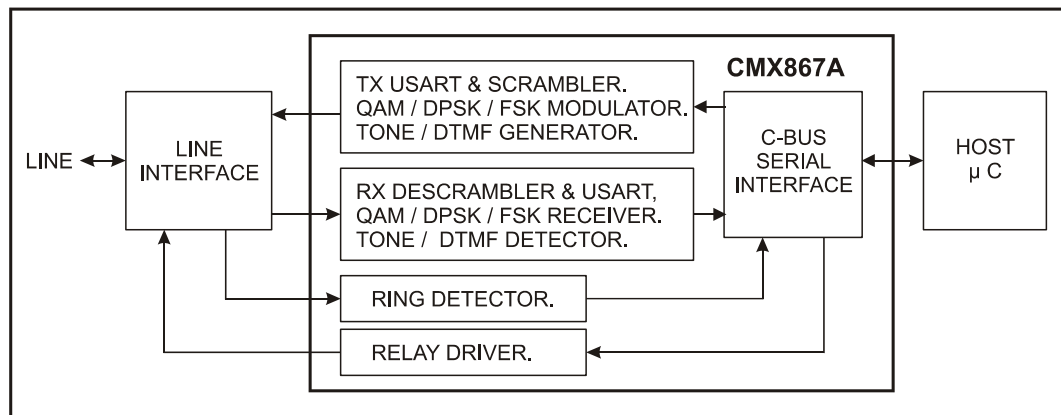 CMX867A
TX USART & SCRAMBLER.
QAM / DPSK / FSK MODULATOR.
TONE / DTMF GENERATOR.
LINE
LINE
INTERFACE
C-BUS
SERIAL
INTERFACE
HOST
µ C
RX DESCRAMBLER & USART,
QAM / DPSK / FSK RECEIVER.
TONE / DTMF DETECTOR.
RING DETECTOR.
RELAY DRIVER.